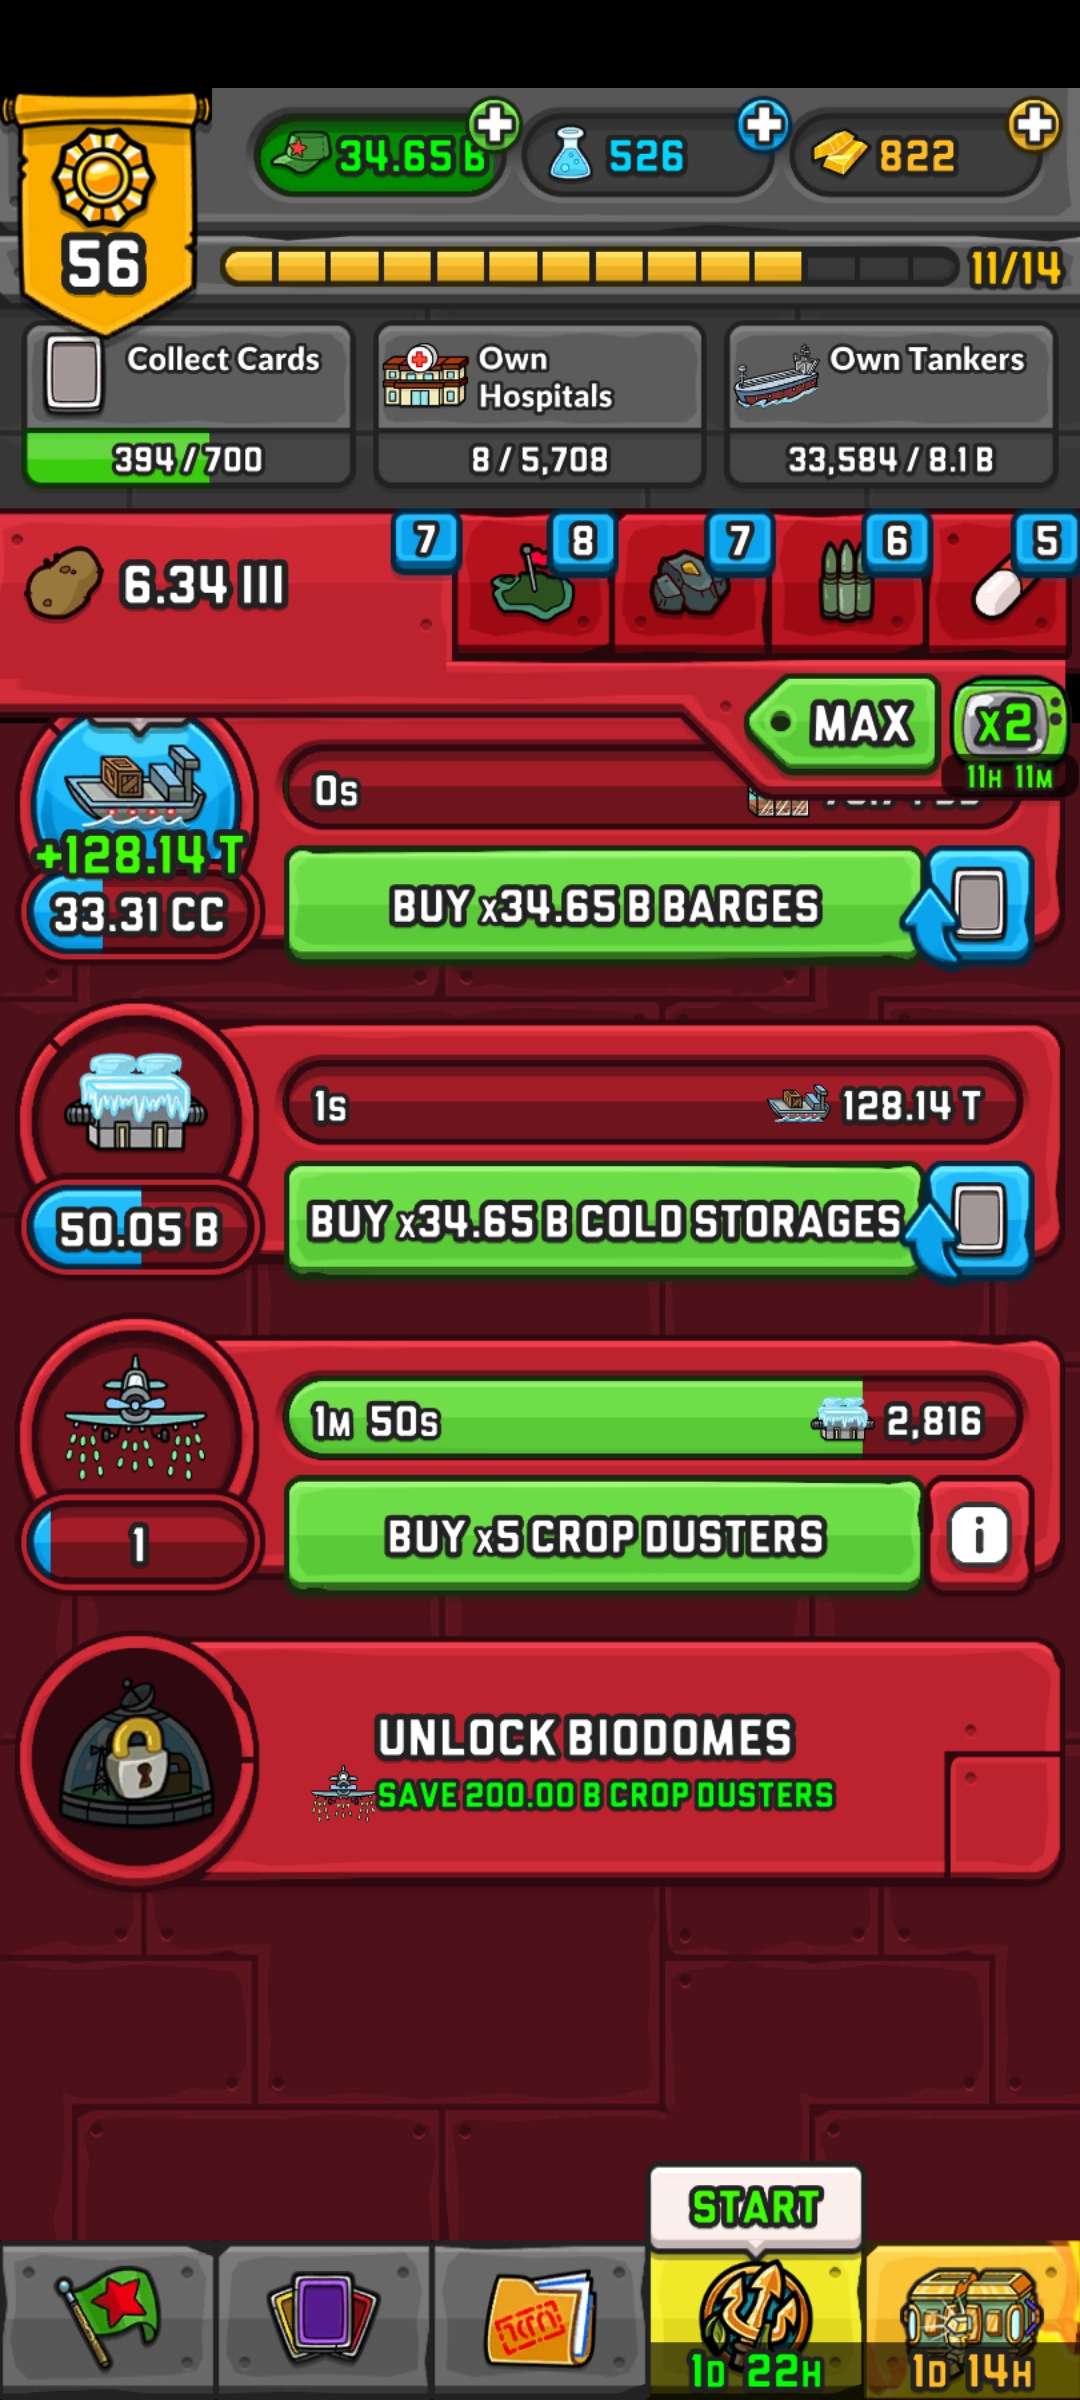 34.65 B
526
822
56
11/14
Collect Cards
394/700
Own
Hospitals
8/5,708
Own Tankers
33,584/8.1 B
6.34 III
7
8
7
6
5
MAX
x2
11H 11M
0s
+128.14 T
33.31 CC
BUY x34.65 B BARGES
1s
128.14 T
50.05 B
BUY x34.65 B COLD STORAGES
1M 50s
2,816
1
BUY x5 CROP DUSTERS
i
UNLOCK BIODOMES
SAVE 200.00 B CROP DUSTERS
START
1D 22H
1D 14H